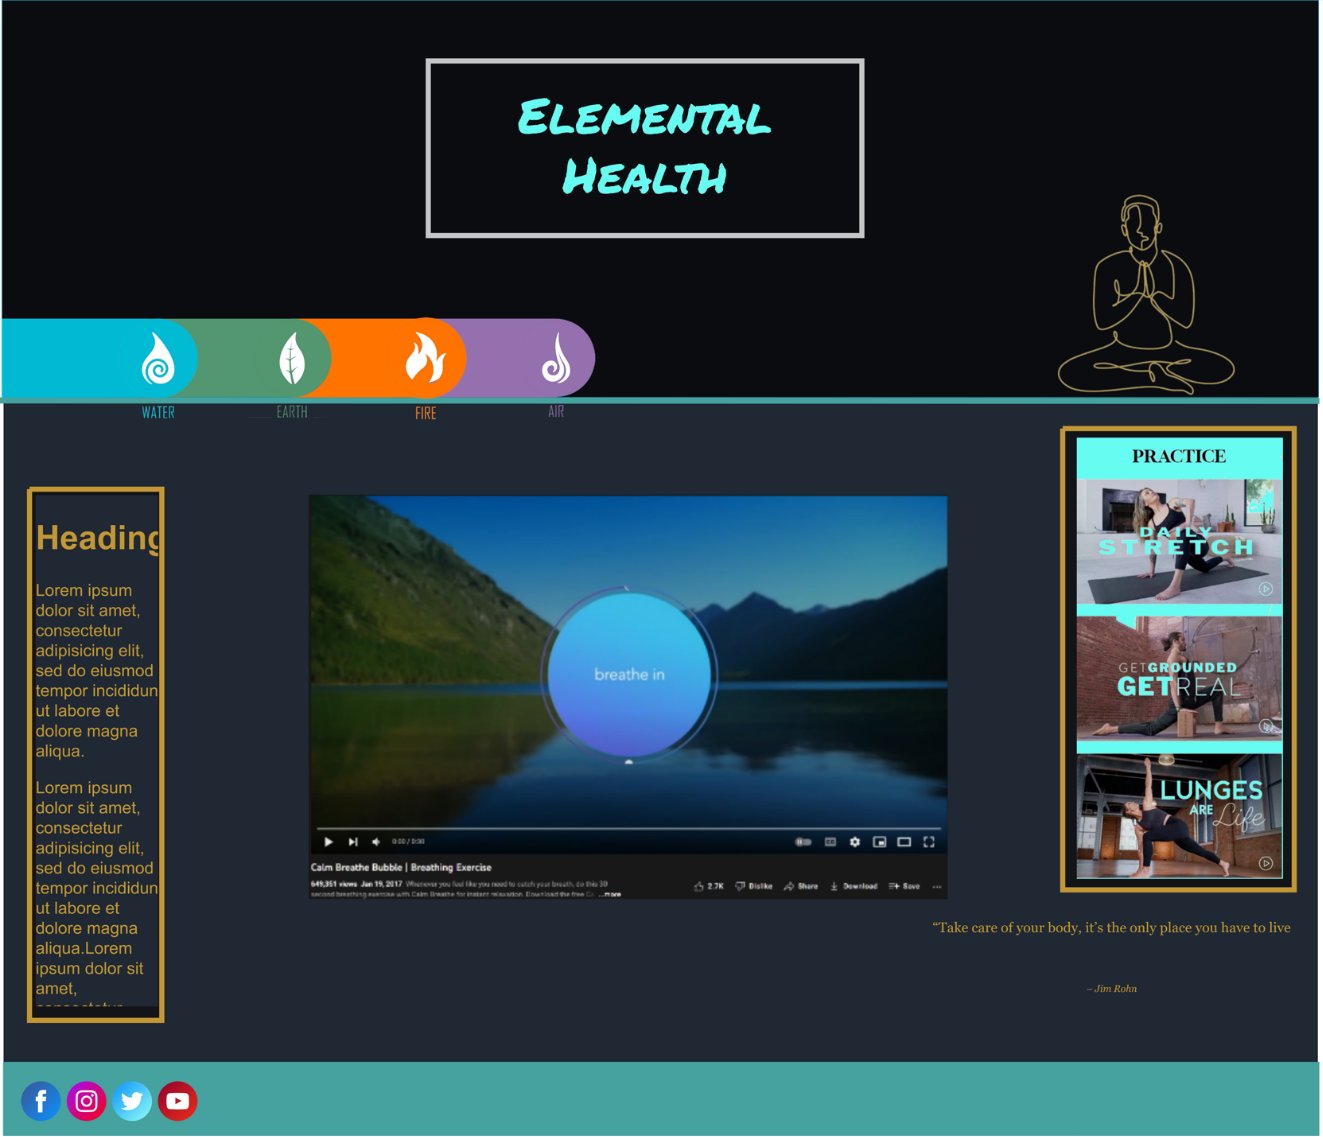 ELEMENTAL
HEALTH
WATER
EARTH
FIRE
AIR
Heading
Lorem ipsum
dolor sit amet,
consectetur
adipisicing elit,
sed do eiusmod
tempor incididun
ut labore et
dolore magna
aliqua.
Lorem ipsum
dolor sit amet,
consectetur
adipisicing elit,
sed do eiusmod
tempor incididun
ut labore et
dolore magna
aliqua.Lorem
ipsum dolor sit
amet,
breathe in
0:00 / 0:30
Calm Breathe Bubble | Breathing Exercise
649,351 views Jan 19, 2017 Whenever you feel like you need to catch your breath, do this 30
second breathing exercise with Calm Breathe for instant relaxation. Download the free ...more
2.7K Dislike Share Download Save
PRACTICE
DAILY
STRETCH
GET GROUNDED
GET REAL
LUNGES
ARE Life
“Take care of your body, it’s the only place you have to live
– Jim Rohn